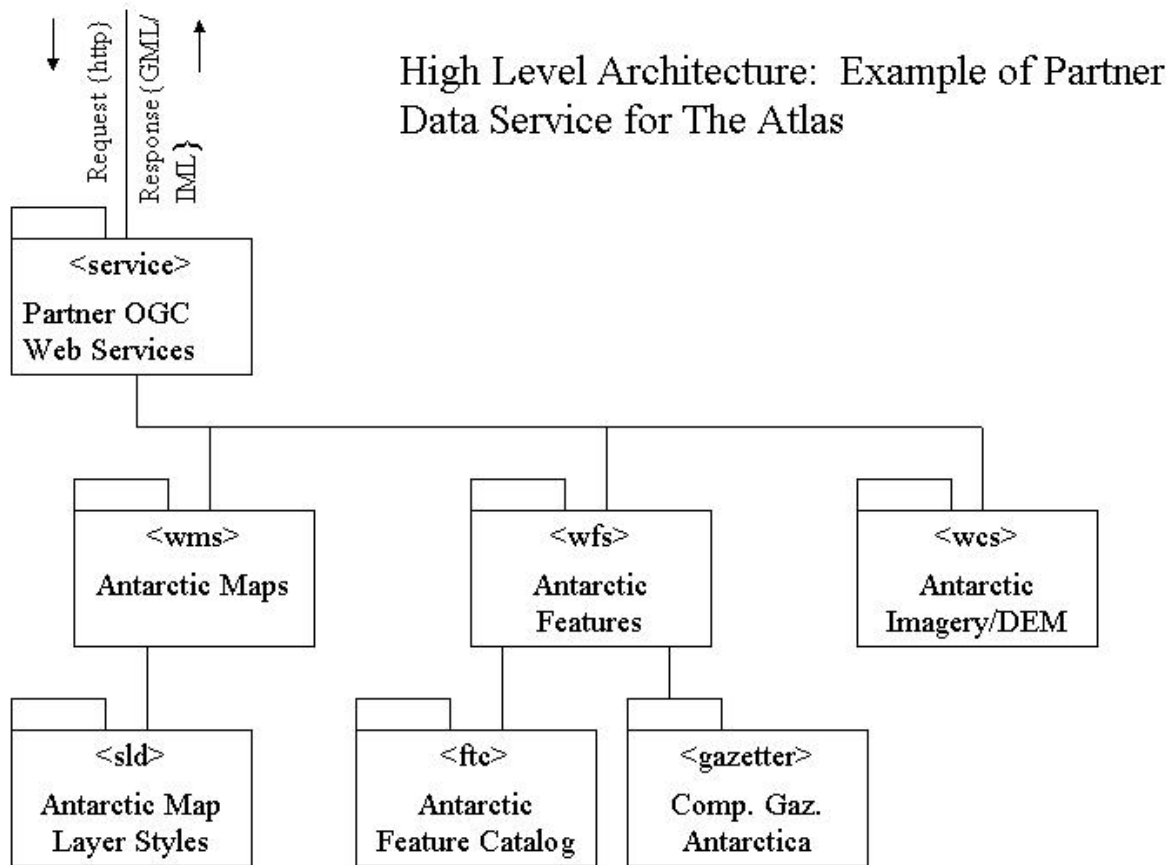 High Level Architecture: Example of Partner
Data Service for The Atlas
Request{http}
Response{GML/
IML}
<service>
Partner OGC
Web Services
<wms>
Antarctic Maps
<wfs>
Antarctic
Features
<wcs>
Antarctic
Imagery/DEM
<sld>
Antarctic Map
Layer Styles
<ftc>
Antarctic
Feature Catalog
<gazetter>
Comp. Gaz.
Antarctica